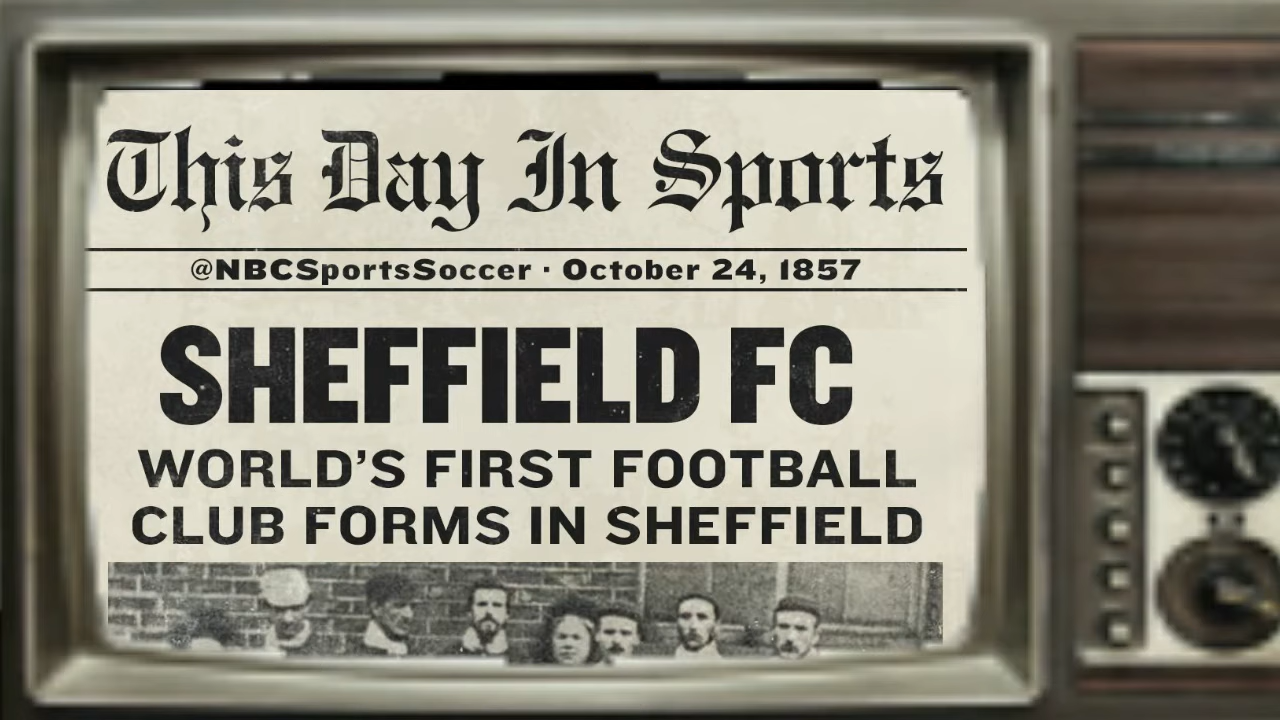 This Day In Sports
@NBCSportsSoccer · October 24, 1857
SHEFFIELD FC
WORLD'S FIRST FOOTBALL
CLUB FORMS IN SHEFFIELD